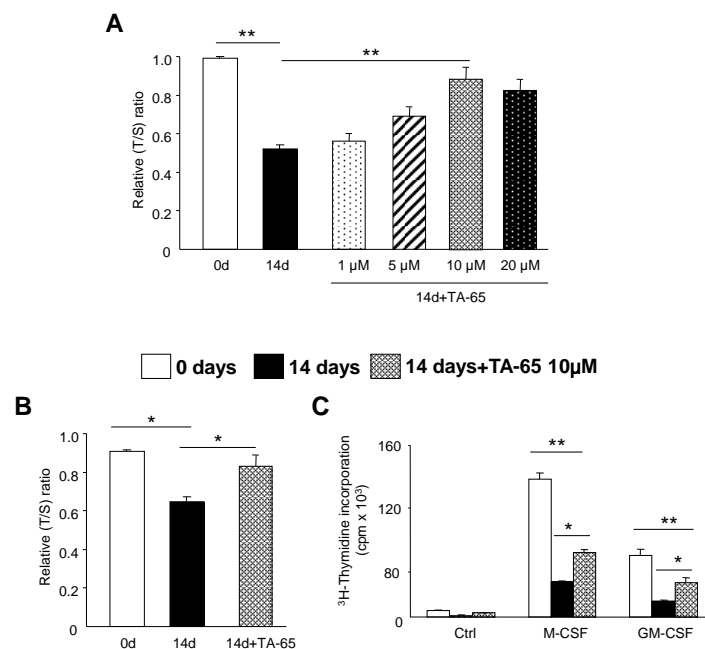 A
**
**
Relative (T/S) ratio
1.0
0.8
0.6
0.4
0.2
0
0d 14d 1 µM 5 µM 10 µM 20 µM
14d+TA-65
0 days 14 days 14 days+TA-65 10µM
B
*
*
Relative (T/S) ratio
1.0
0.8
0.6
0.4
0.2
0
0d 14d 14d+TA-65
C
³H-Thymidine incorporation
(cpm x 10³)
160
120
80
0
**
*
**
*
Ctrl M-CSF GM-CSF